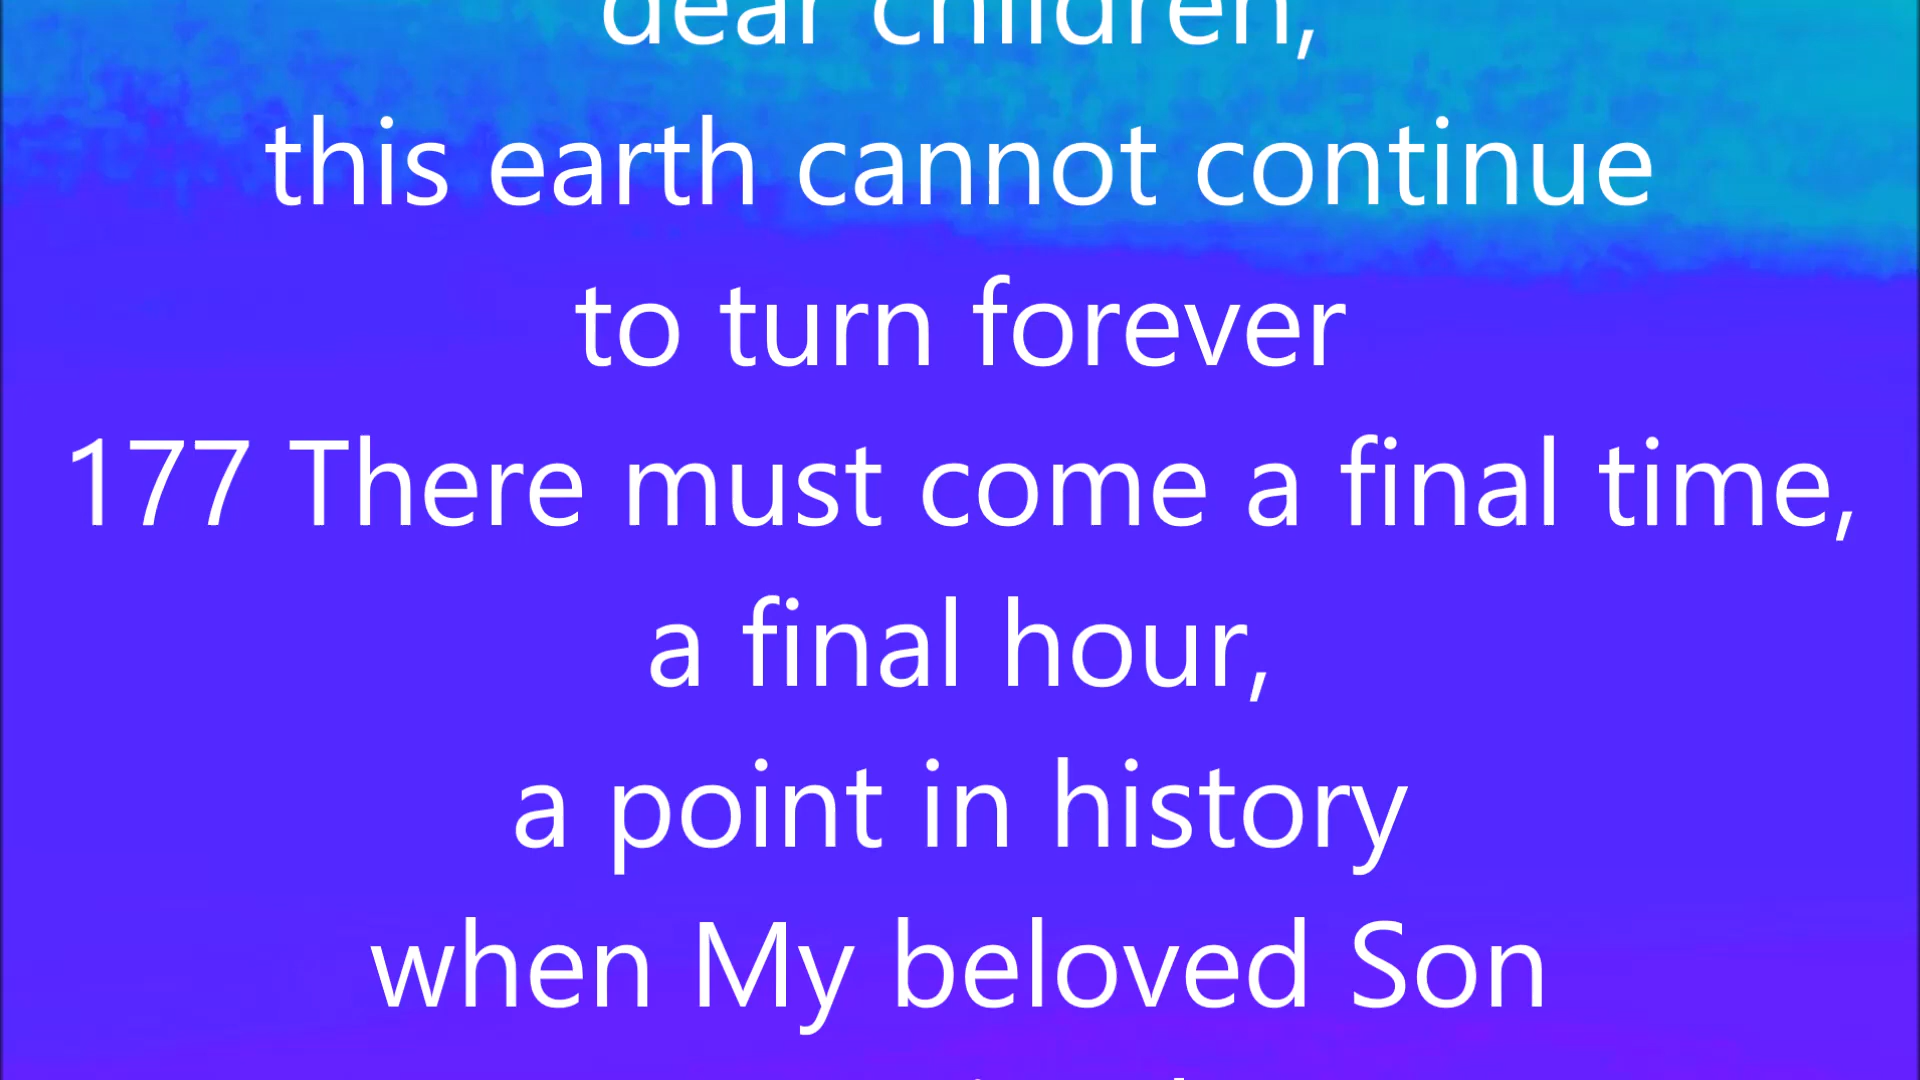 dear children,
this earth cannot continue
to turn forever
177 There must come a final time,
a final hour,
a point in history
when My beloved Son